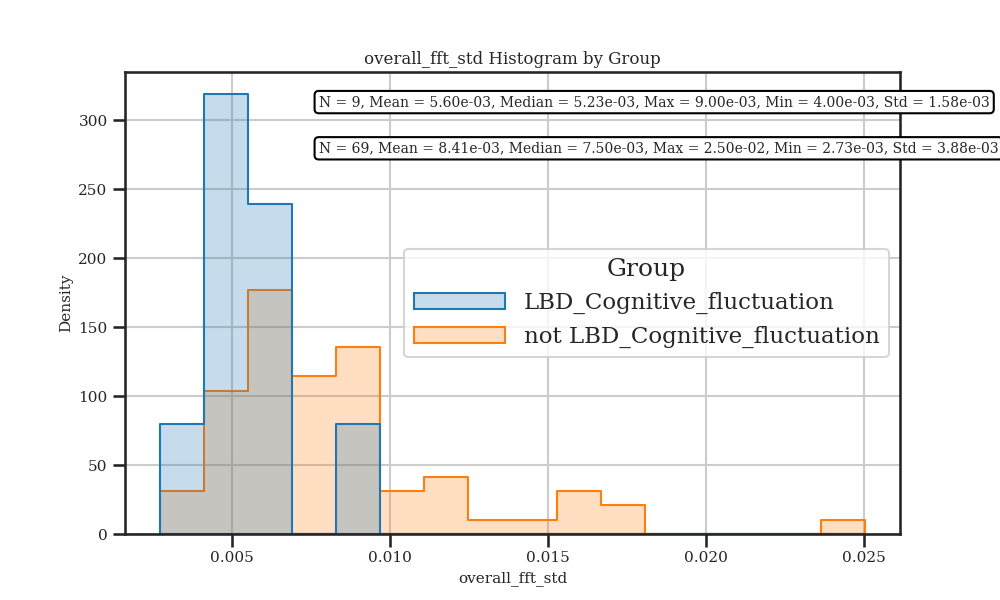 overall_fft_std Histogram by Group
N = 9, Mean = 5.60e-03, Median = 5.23e-03, Max = 9.00e-03, Min = 4.00e-03, Std = 1.58e-03
N = 69, Mean = 8.41e-03, Median = 7.50e-03, Max = 2.50e-02, Min = 2.73e-03, Std = 3.88e-03
Group
LBD_Cognitive_fluctuation
not LBD_Cognitive_fluctuation
Density
300
250
200
150
100
50
0
0.005 0.010 0.015 0.020 0.025
overall_fft_std